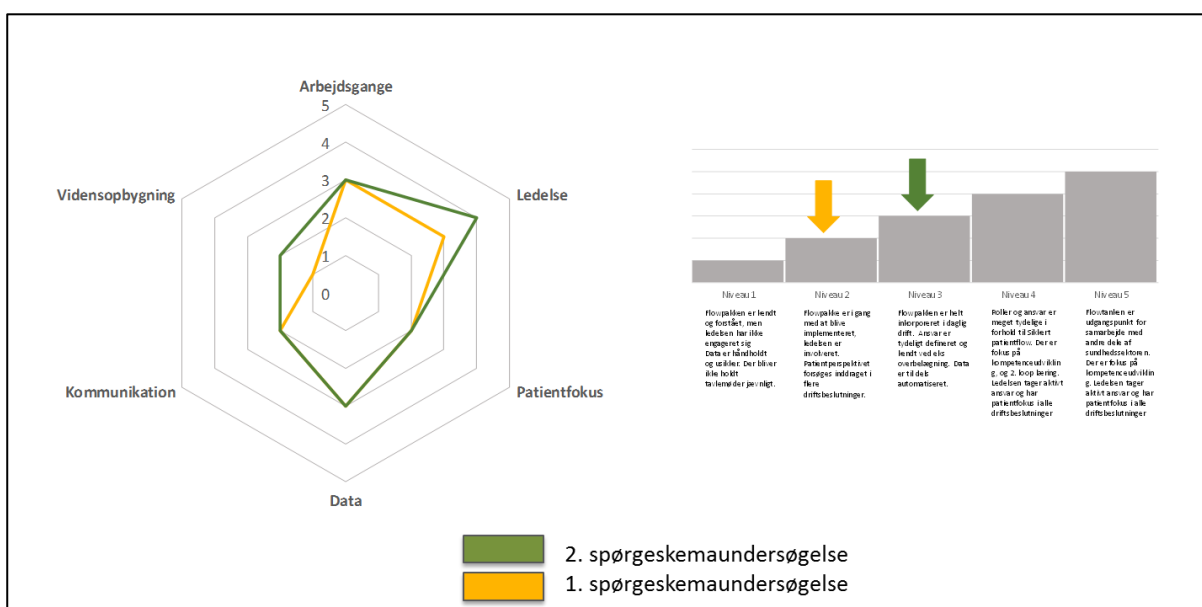 Arbejdsgange
5
4
3
2
1
0
Vidensopbygning
Ledelse
Kommunikation
Patientfokus
Data
Niveau 1
Niveau 2
Niveau 3
Niveau 4
Niveau 5
Flowpakken er kendt
og forstået, men
ledelsen har ikke
engageret sig
Data er håndholdt
og usikker. Der bliver
ikke holdt
tavlemøder jævnligt.
Flowpakke er i gang
med at blive
implementeret,
ledelsen er
involveret.
Patientperspektivet
forsøges inddraget i
flere
driftsbeslutninger.
Flowpakken er helt
inkorporeret i daglig
drift. Ansvar er
tydeligt defineret og
kendt ved eks
overbelægning. Data
er til dels
automatiseret.
Roller og ansvar er
meget tydelige i
forhold til Sikkert
patientflow. Der er
fokus på
kompetenceudviklin
g, og 2. loop læring.
Ledelsen tager aktivt
ansvar og har
patientfokus i alle
driftsbeslutninger
Flowtanken er
udgangspunkt for
samarbejde med
andre dele af
sundhedssektoren.
Der er fokus på
kompetenceudviklin
g. Ledelsen tager
aktivt ansvar og har
patientfokus i alle
driftsbeslutninger
2. spørgeskemaundersøgelse
1. spørgeskemaundersøgelse